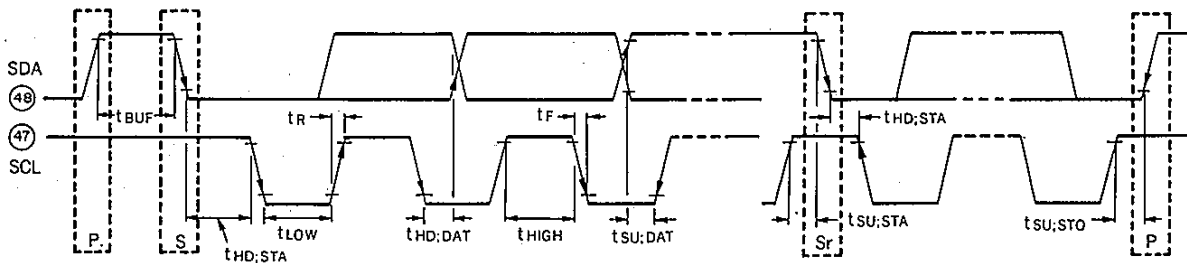 SDA
48
tBUF
tR
tF
tHD;STA
47
SCL
P
S
tHD;STA
tLOW
tHD;DAT
tHIGH
tSU;DAT
Sr
tSU;STA
tSU;STO
P